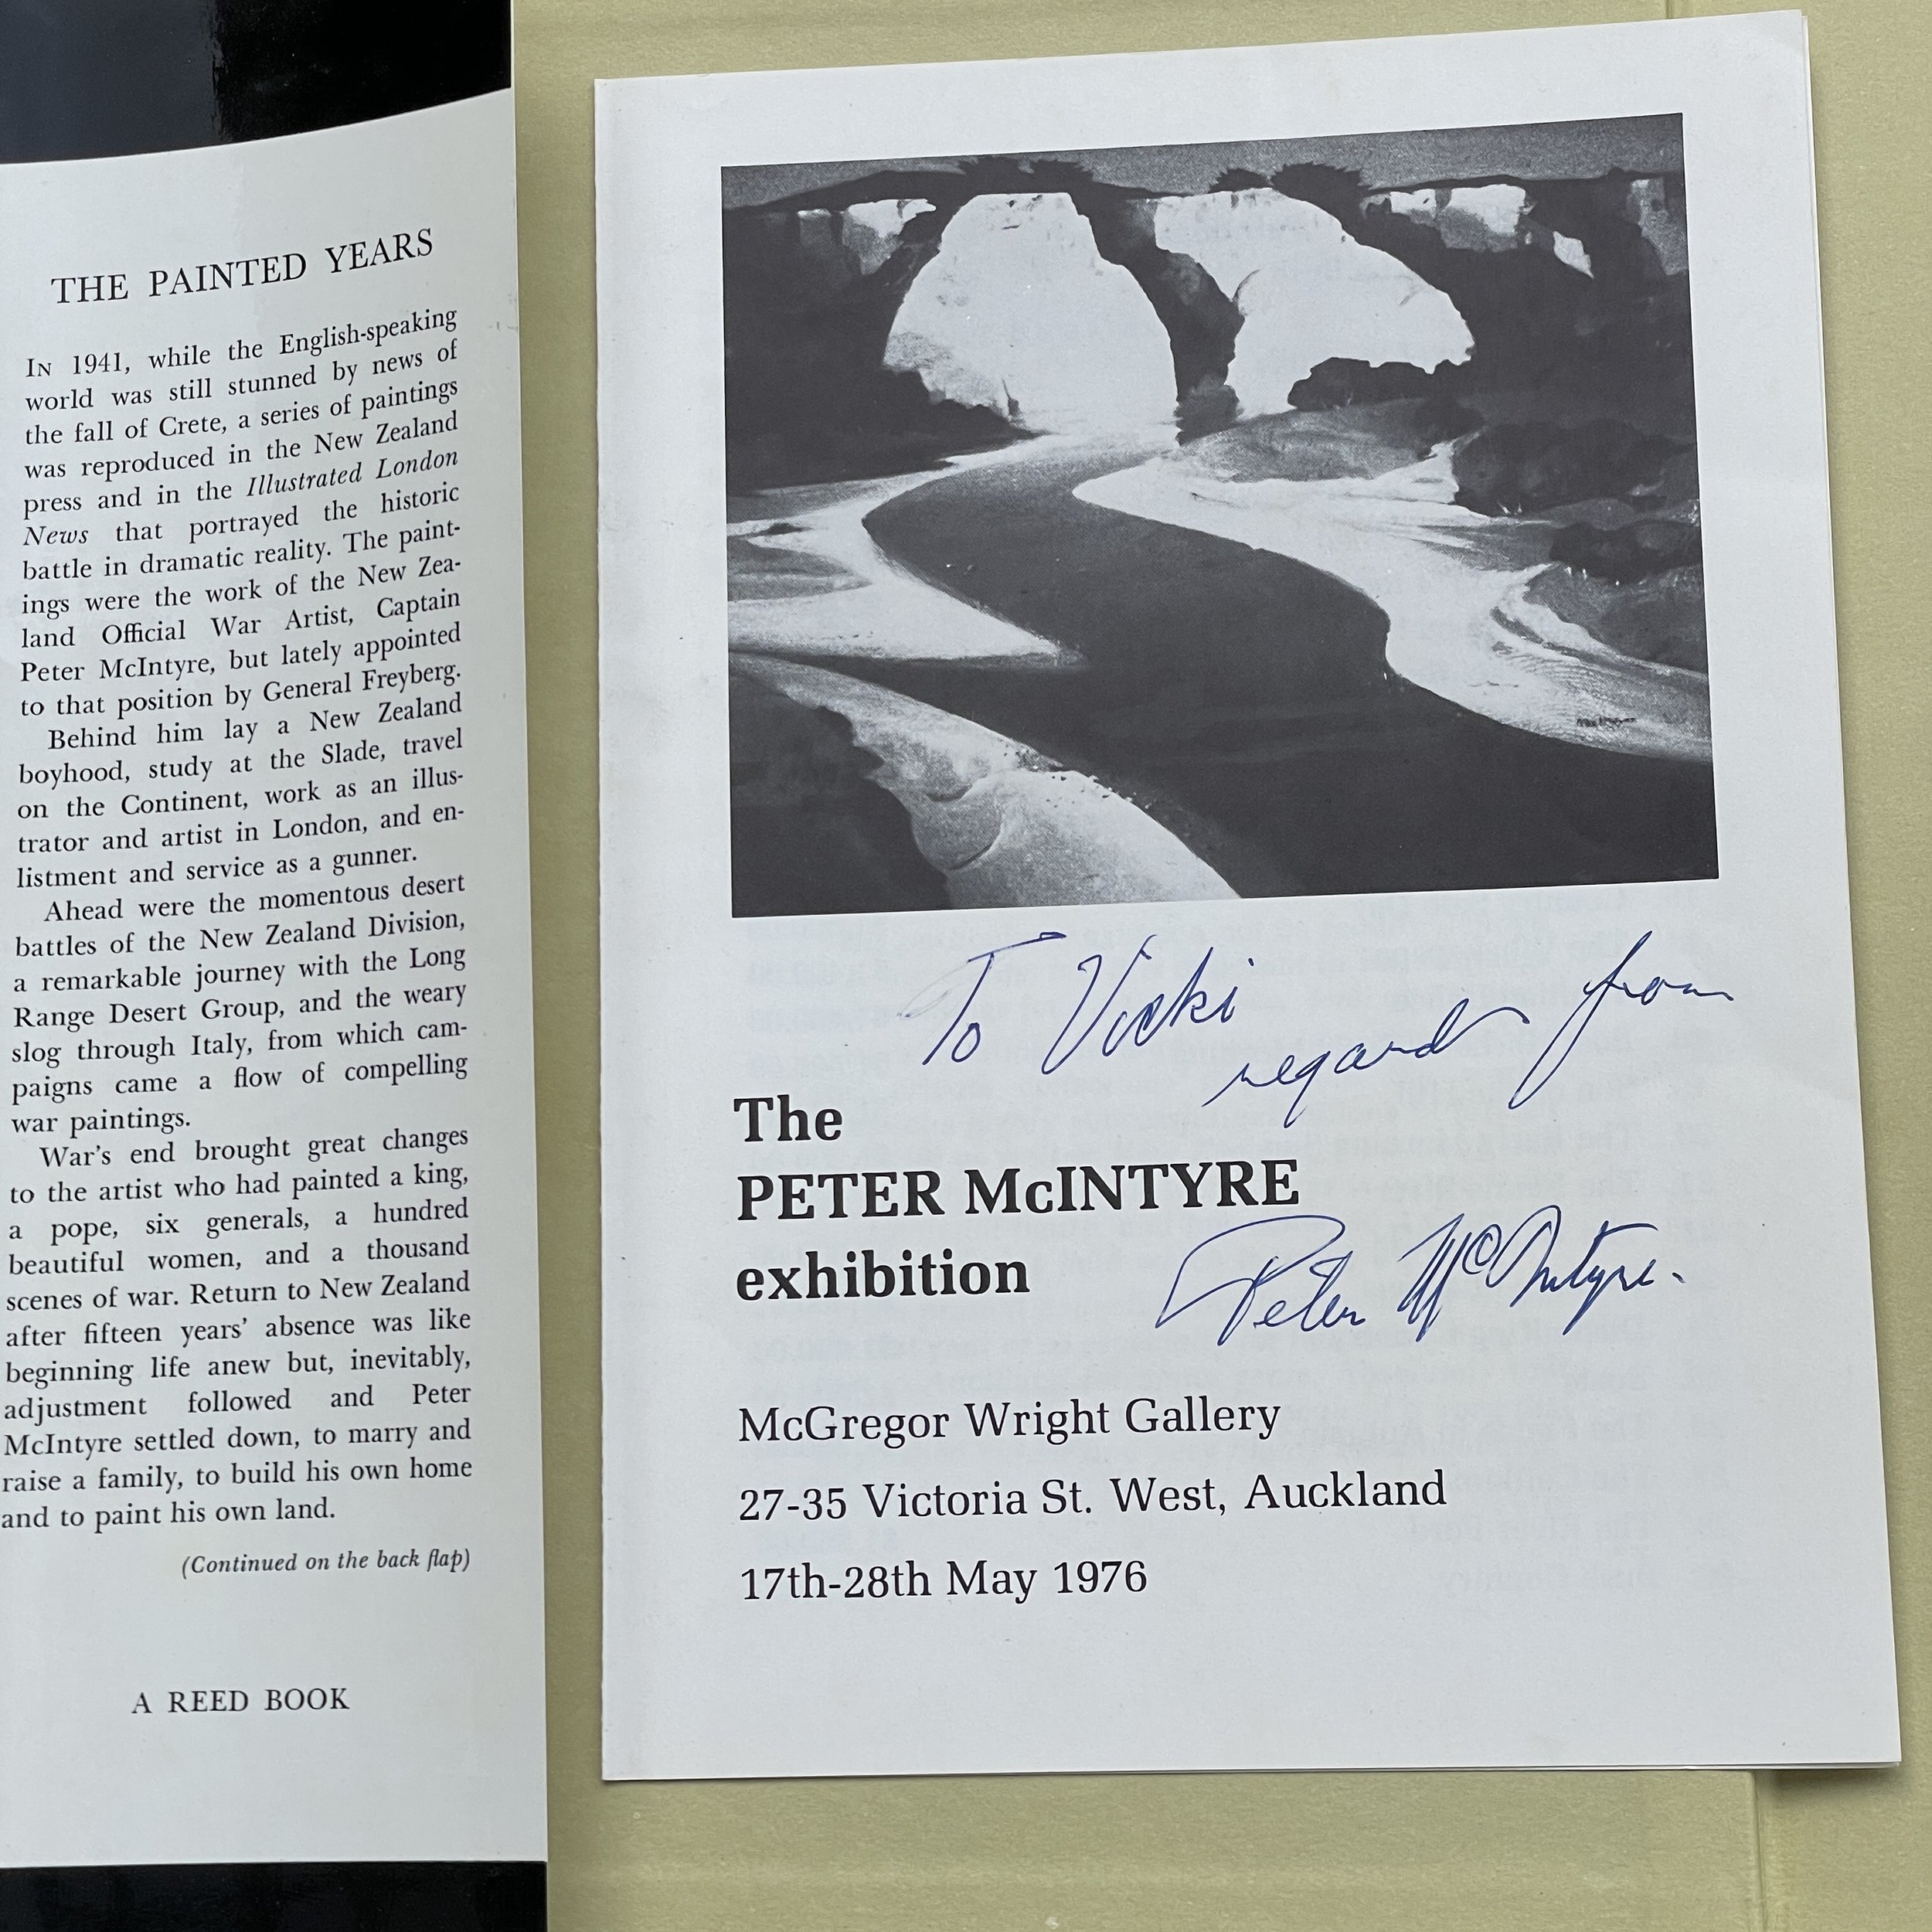 THE PAINTED YEARS
IN 1941, while the English-speaking
world was still stunned by news of
the fall of Crete, a series of paintings
was reproduced in the New Zealand
press and in the Illustrated London
News that portrayed the historic
battle in dramatic reality. The paint-
ings were the work of the New Zea-
land Official War Artist, Captain
Peter McIntyre, but lately appointed
to that position by General Freyberg.
Behind him lay a New Zealand
boyhood, study at the Slade, travel
on the Continent, work as an illus-
trator and artist in London, and en-
listment and service as a gunner.
Ahead were the momentous desert
battles of the New Zealand Division,
a remarkable journey with the Long
Range Desert Group, and the weary
slog through Italy, from which cam-
paigns came a flow of compelling
war paintings.
War's end brought great changes
to the artist who had painted a king,
a pope, six generals, a hundred
beautiful women, and a thousand
scenes of war. Return to New Zealand
after fifteen years' absence was like
beginning life anew but, inevitably,
adjustment followed and Peter
McIntyre settled down, to marry and
raise a family, to build his own home
and to paint his own land.
(Continued on the back flap)
A REED BOOK
To Vicki
regards from
The
PETER McINTYRE
exhibition
Peter McIntyre.
McGregor Wright Gallery
27-35 Victoria St. West, Auckland
17th-28th May 1976